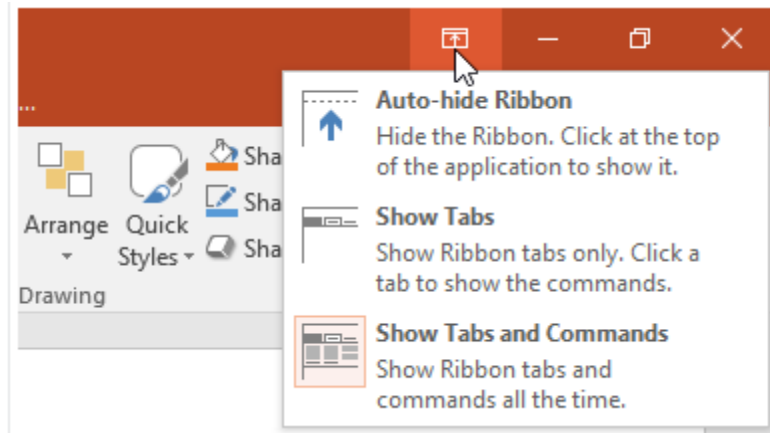 ...
Auto-hide Ribbon
Hide the Ribbon. Click at the top
of the application to show it.
Show Tabs
Show Ribbon tabs only. Click a
tab to show the commands.
Show Tabs and Commands
Show Ribbon tabs and
commands all the time.
Arrange
Quick
Styles
Sha
Sha
Sha
Drawing